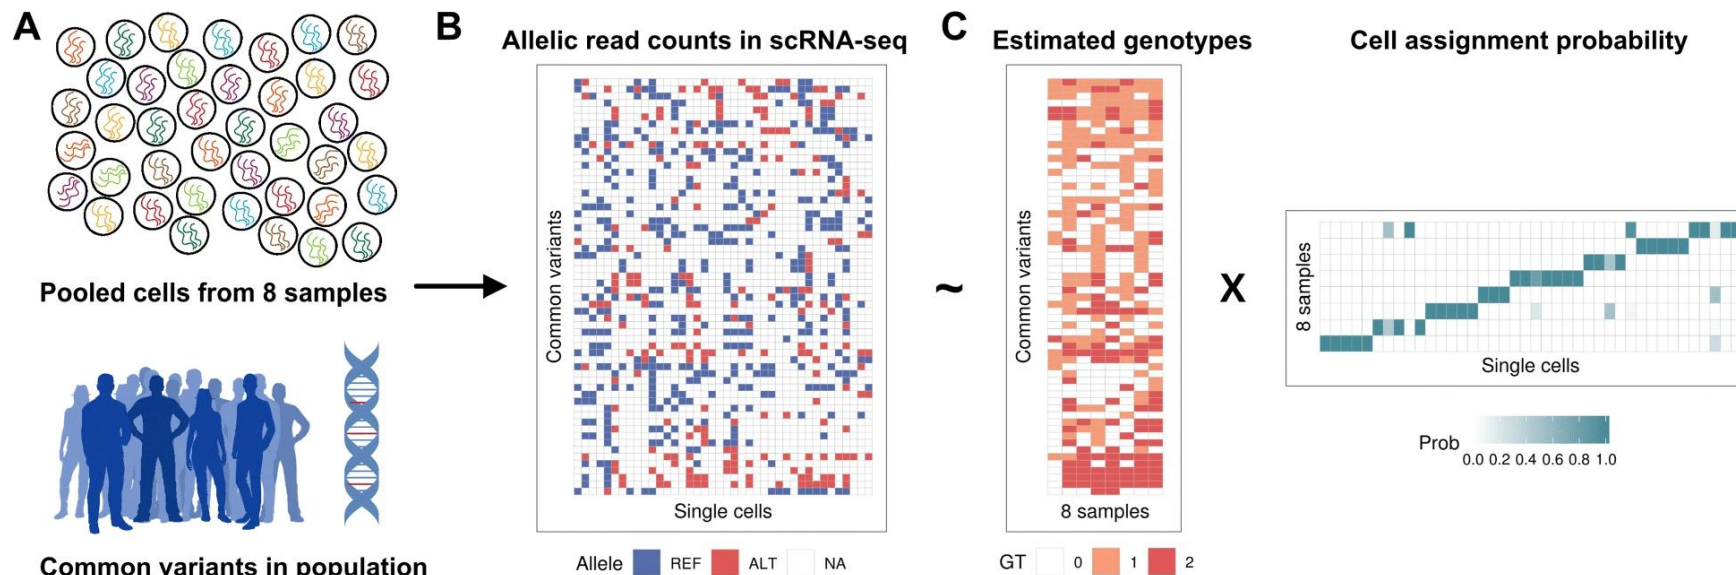 A
B
Allelic read counts in scRNA-seq
C
Estimated genotypes
Cell assignment probability
Pooled cells from 8 samples
Common variants
~
Common variants
X
8 samples
Single cells
Prob
0.0 0.2 0.4 0.6 0.8 1.0
Single cells
8 samples
Common variants in population
Allele REF ALT NA
GT 0 1 2